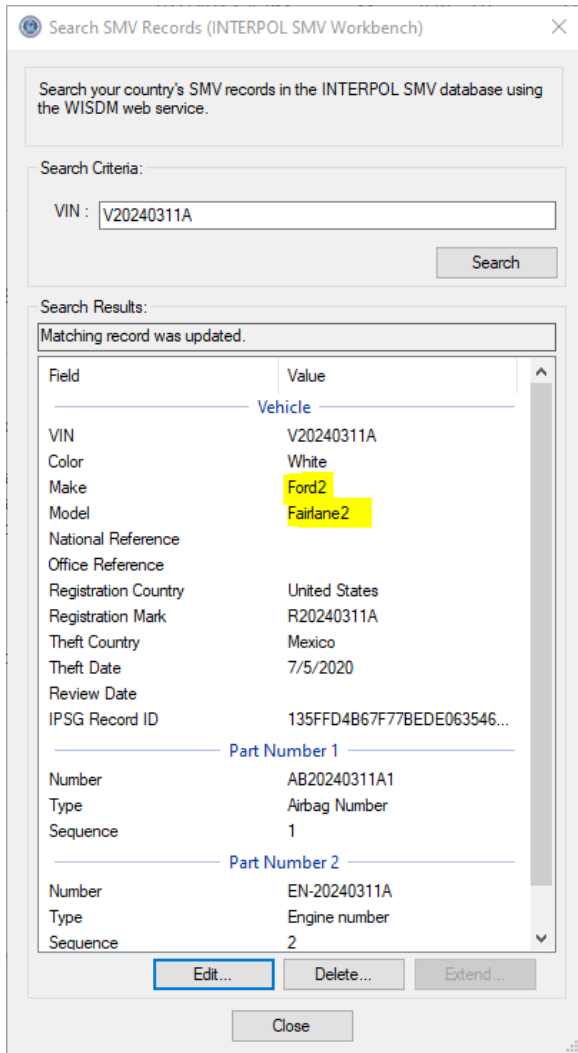 Search SMV Records (INTERPOL SMV Workbench)
Search your country's SMV records in the INTERPOL SMV database using
the WISDM web service.
Search Criteria:
VIN : V20240311A
Search
Search Results:
Matching record was updated.
Field Value
Vehicle
VIN V20240311A
Color White
Make Ford2
Model Fairlane2
National Reference
Office Reference
Registration Country United States
Registration Mark R20240311A
Theft Country Mexico
Theft Date 7/5/2020
Review Date
IPSG Record ID 135FFD4B67F77BEDE063546...
Part Number 1
Number AB20240311A1
Type Airbag Number
Sequence 1
Part Number 2
Number EN-20240311A
Type Engine number
Sequence 2
Edit... Delete... Extend...
Close